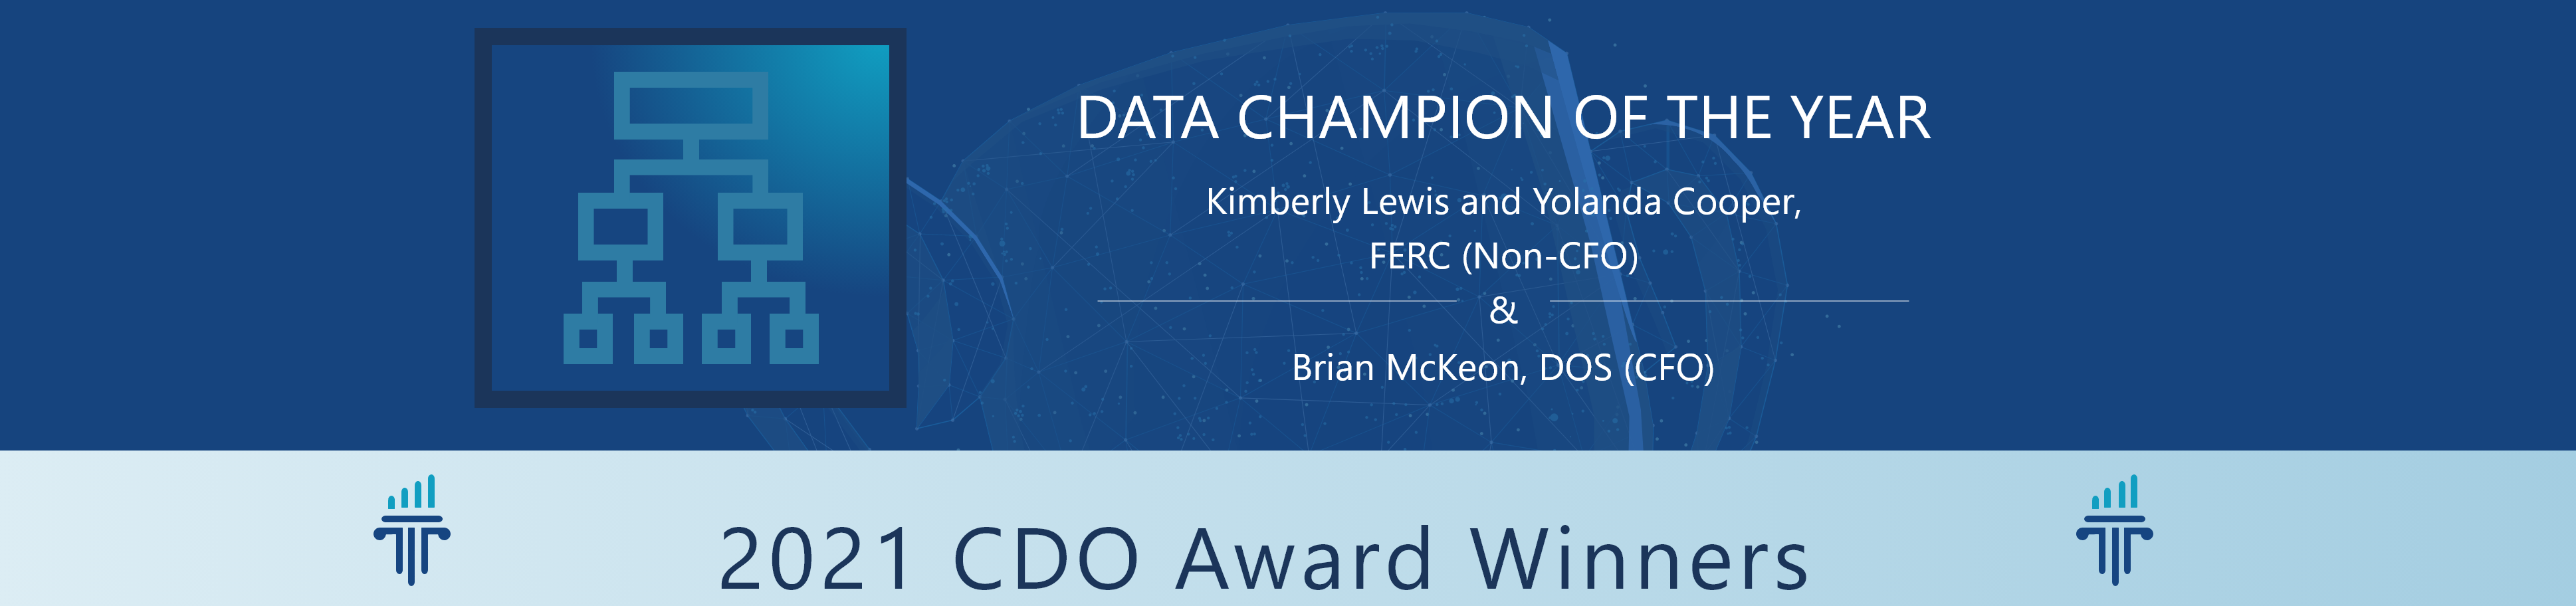 DATA CHAMPION OF THE YEAR
Kimberly Lewis and Yolanda Cooper,
FERC (Non-CFO)
&
Brian McKeon, DOS (CFO)
2021 CDO Award Winners